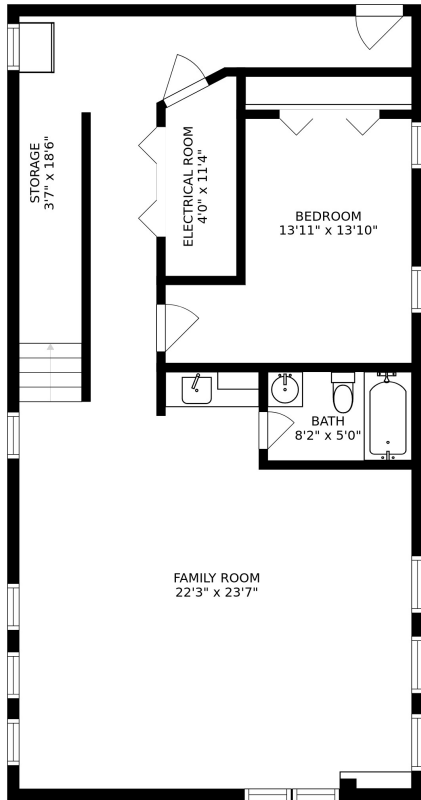 STORAGE
3'7" x 18'6"
ELECTRICAL ROOM
4'0" x 11'4"
BEDROOM
13'11" x 13'10"
BATH
8'2" x 5'0"
FAMILY ROOM
22'3" x 23'7"